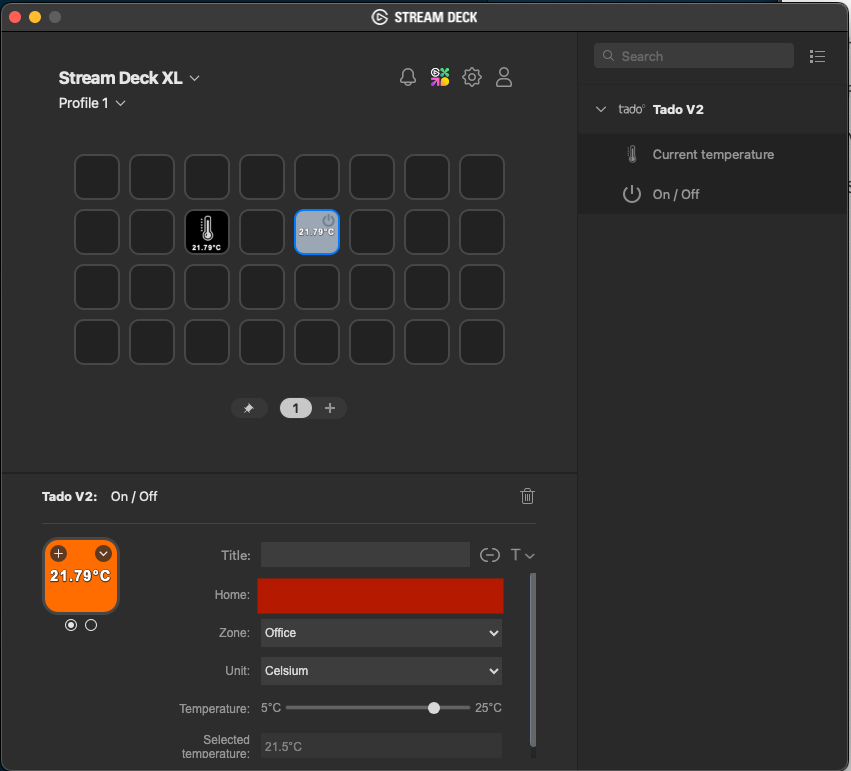 STREAM DECK
Stream Deck XL
Profile 1
21.79°C
21.79°C
1
Tado V2: On / Off
21.79°C
Title:
T
Home:
Zone: Office
Unit: Celsium
Temperature: 5°C 25°C
Selected temperature: 21.5°C
Search
tado° Tado V2
Current temperature
On / Off